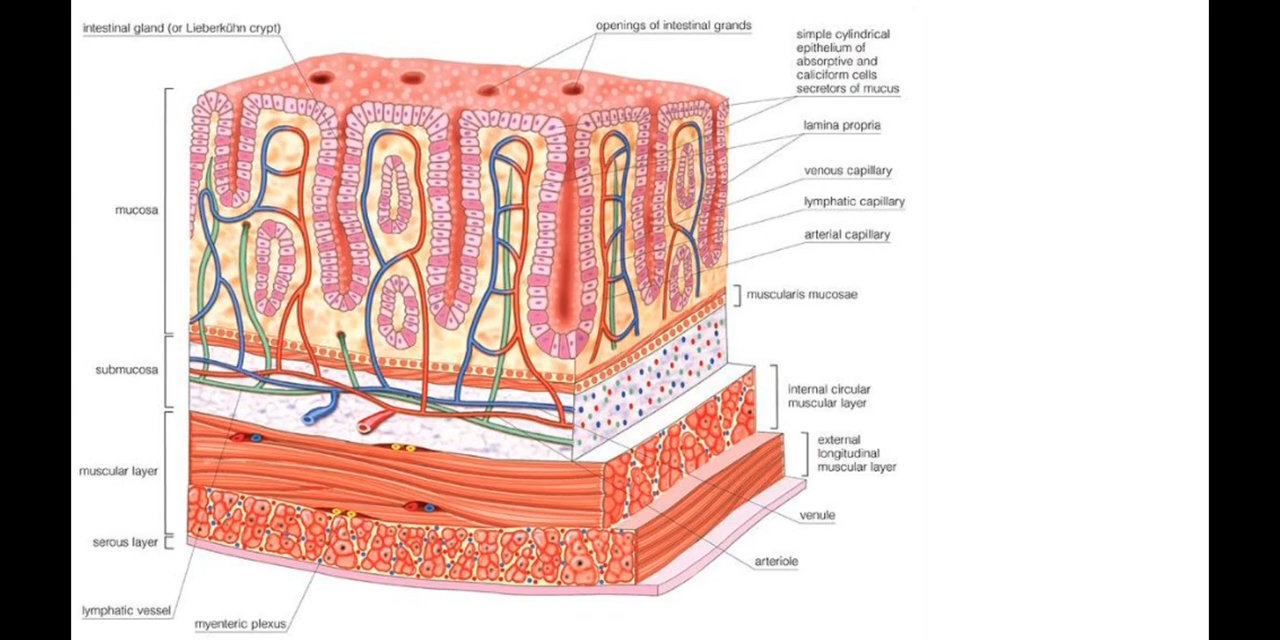 intestinal gland (or Lieberkühn crypt)
openings of intestinal grands
simple cylindrical
epithelium of
absorptive and
caliciform cells
secretors of mucus
lamina propria
venous capillary
lymphatic capillary
arterial capillary
mucosa
muscularis mucosae
submucosa
internal circular
muscular layer
external
longitudinal
muscular layer
muscular layer
venule
serous layer
arteriole
lymphatic vessel
myenteric plexus